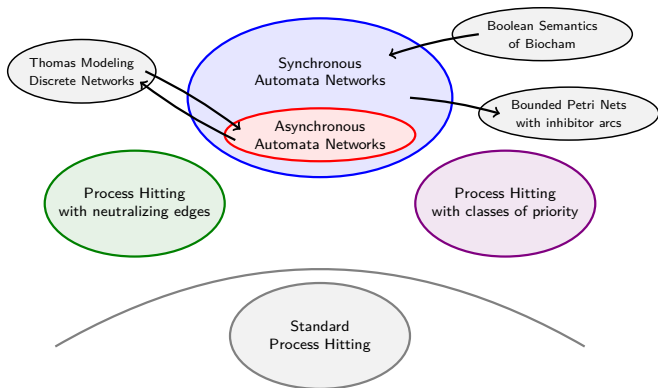 Boolean Semantics
of Biocham
Thomas Modeling
Discrete Networks
Synchronous
Automata Networks
Bounded Petri Nets
with inhibitor arcs
Asynchronous
Automata Networks
Process Hitting
with neutralizing edges
Process Hitting
with classes of priority
Standard
Process Hitting